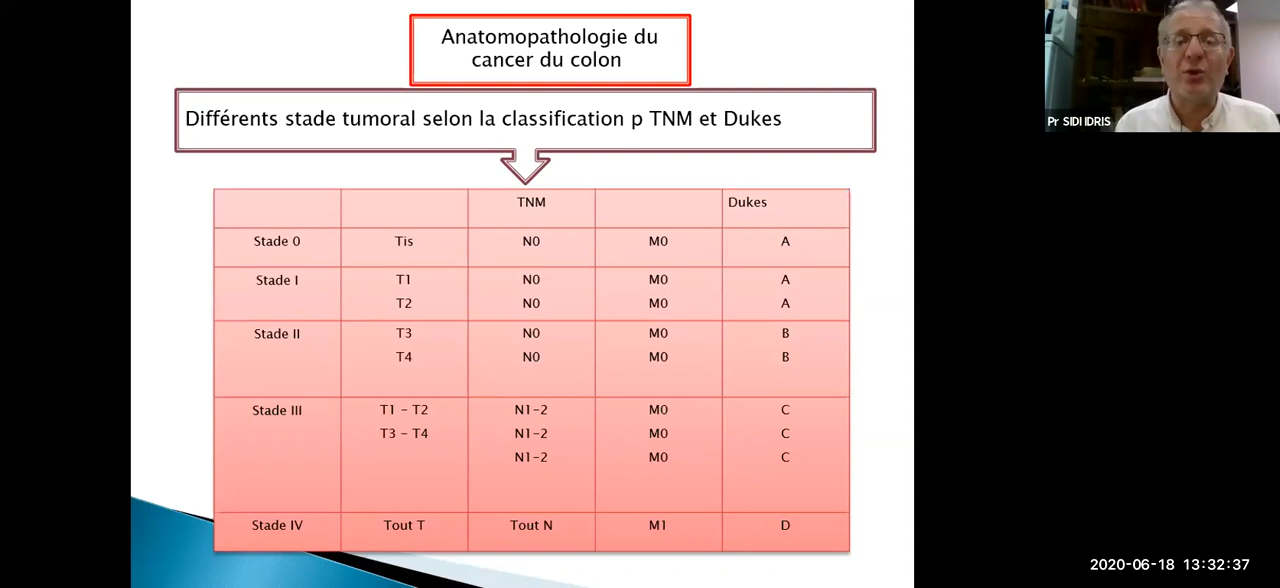 Anatomopathologie du
cancer du colon
Pr SIDI IDRIS
Différents stade tumoral selon la classification p TNM et Dukes
TNM Dukes
Stade 0 Tis N0 M0 A
Stade I T1 N0 M0 A
T2 N0 M0 A
Stade II T3 N0 M0 B
T4 N0 M0 B
Stade III T1 – T2 N1-2 M0 C
T3 – T4 N1-2 M0 C
N1-2 M0 C
Stade IV Tout T Tout N M1 D
2020-06-18 13:32:37